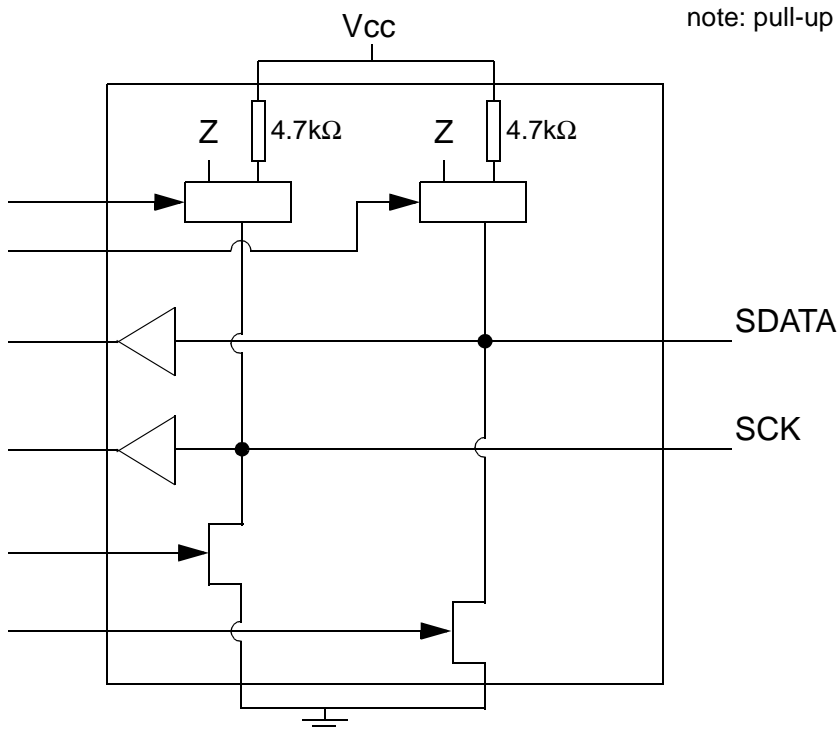 note: pull-up
Vcc
Z
4.7kΩ
Z
4.7kΩ
SDATA
SCK